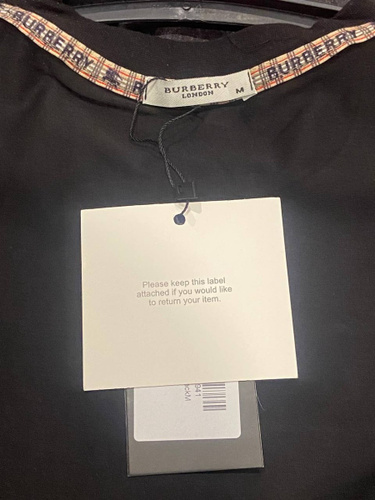 BURBERRY
BURBERRY
LONDON
M
BURBERRY
Please keep this label
attached if you would like
to return your item.